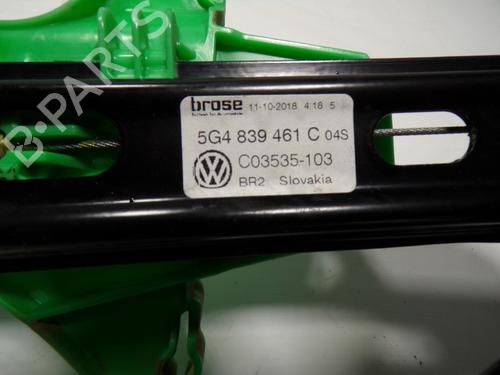 B-PARTS
brose 11-10-2018 4:18 5
5G4 839 461 C 04S
C03535-103
BR2 Slovakia